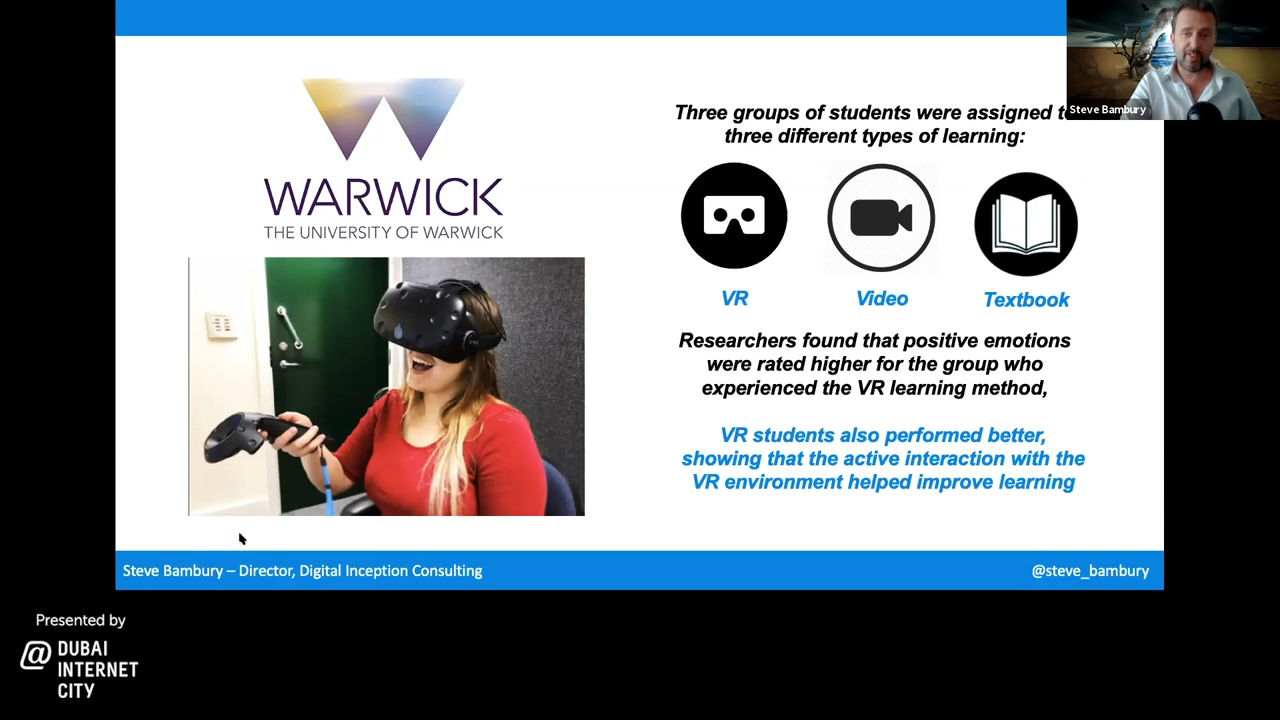 WARWICK
THE UNIVERSITY OF WARWICK
Three groups of students were assigned
three different types of learning:
VR
Video
Textbook
Researchers found that positive emotions
were rated higher for the group who
experienced the VR learning method,
VR students also performed better,
showing that the active interaction with the
VR environment helped improve learning
Steve Bambury
Steve Bambury – Director, Digital Inception Consulting
@steve_bambury
Presented by
@ DUBAI
INTERNET
CITY